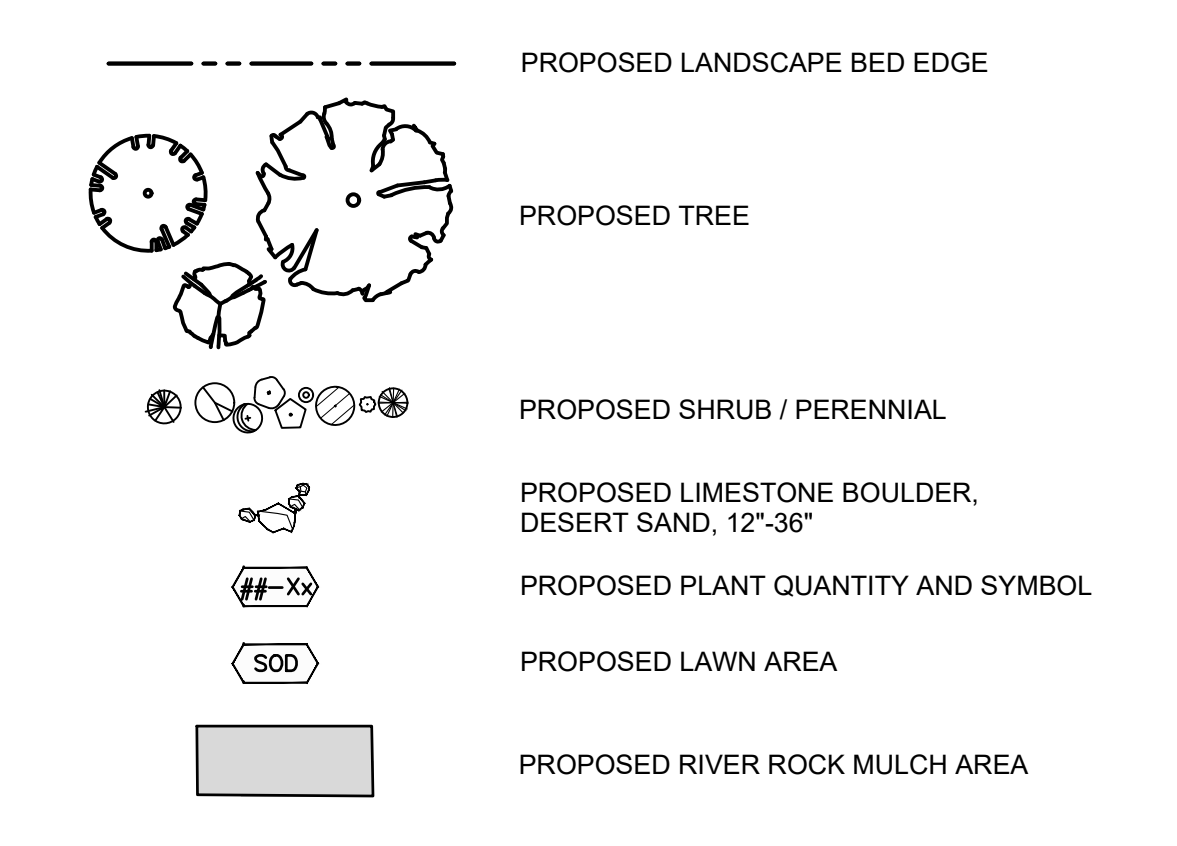 PROPOSED LANDSCAPE BED EDGE
PROPOSED TREE
PROPOSED SHRUB / PERENNIAL
PROPOSED LIMESTONE BOULDER,
DESERT SAND, 12"-36"
##-Xx
PROPOSED PLANT QUANTITY AND SYMBOL
SOD
PROPOSED LAWN AREA
PROPOSED RIVER ROCK MULCH AREA